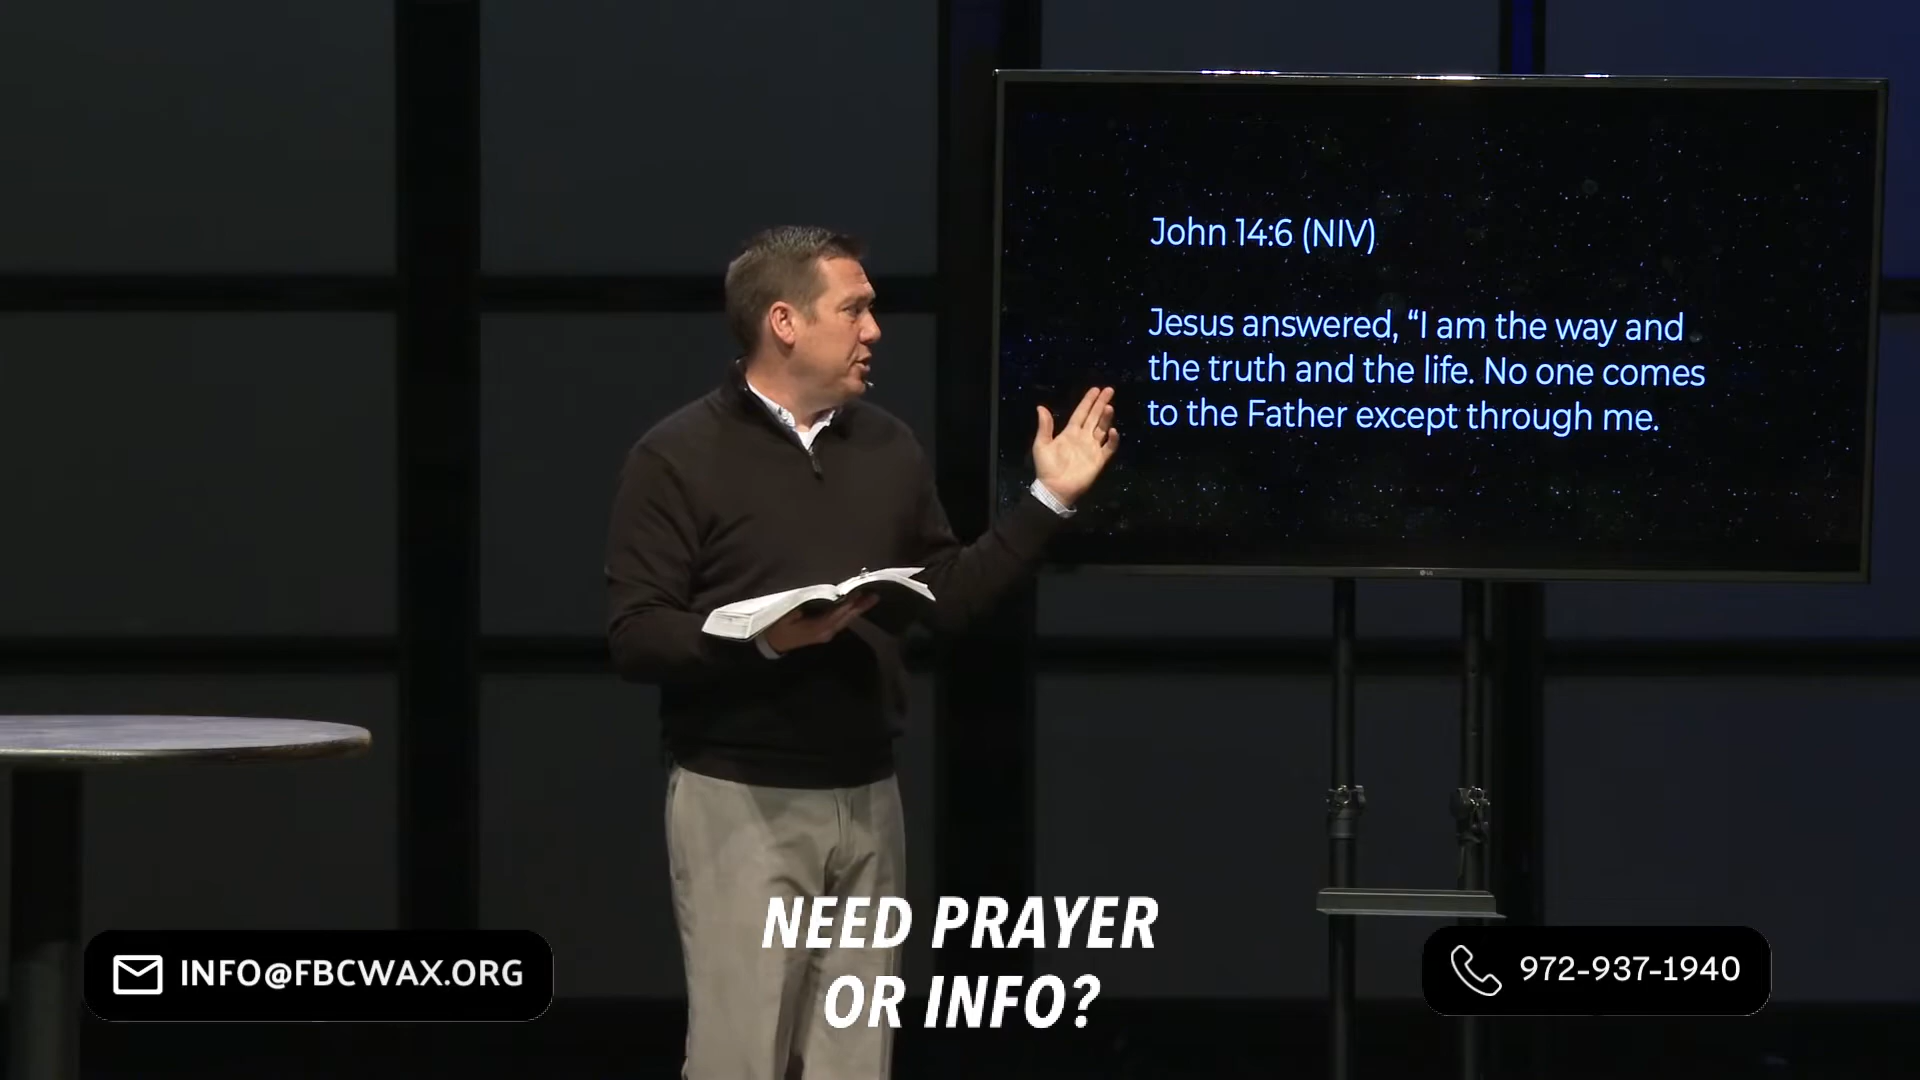 John 14:6 (NIV)
Jesus answered, “I am the way and
the truth and the life. No one comes
to the Father except through me.
NEED PRAYER
OR INFO?
INFO@FBCWAX.ORG
972-937-1940